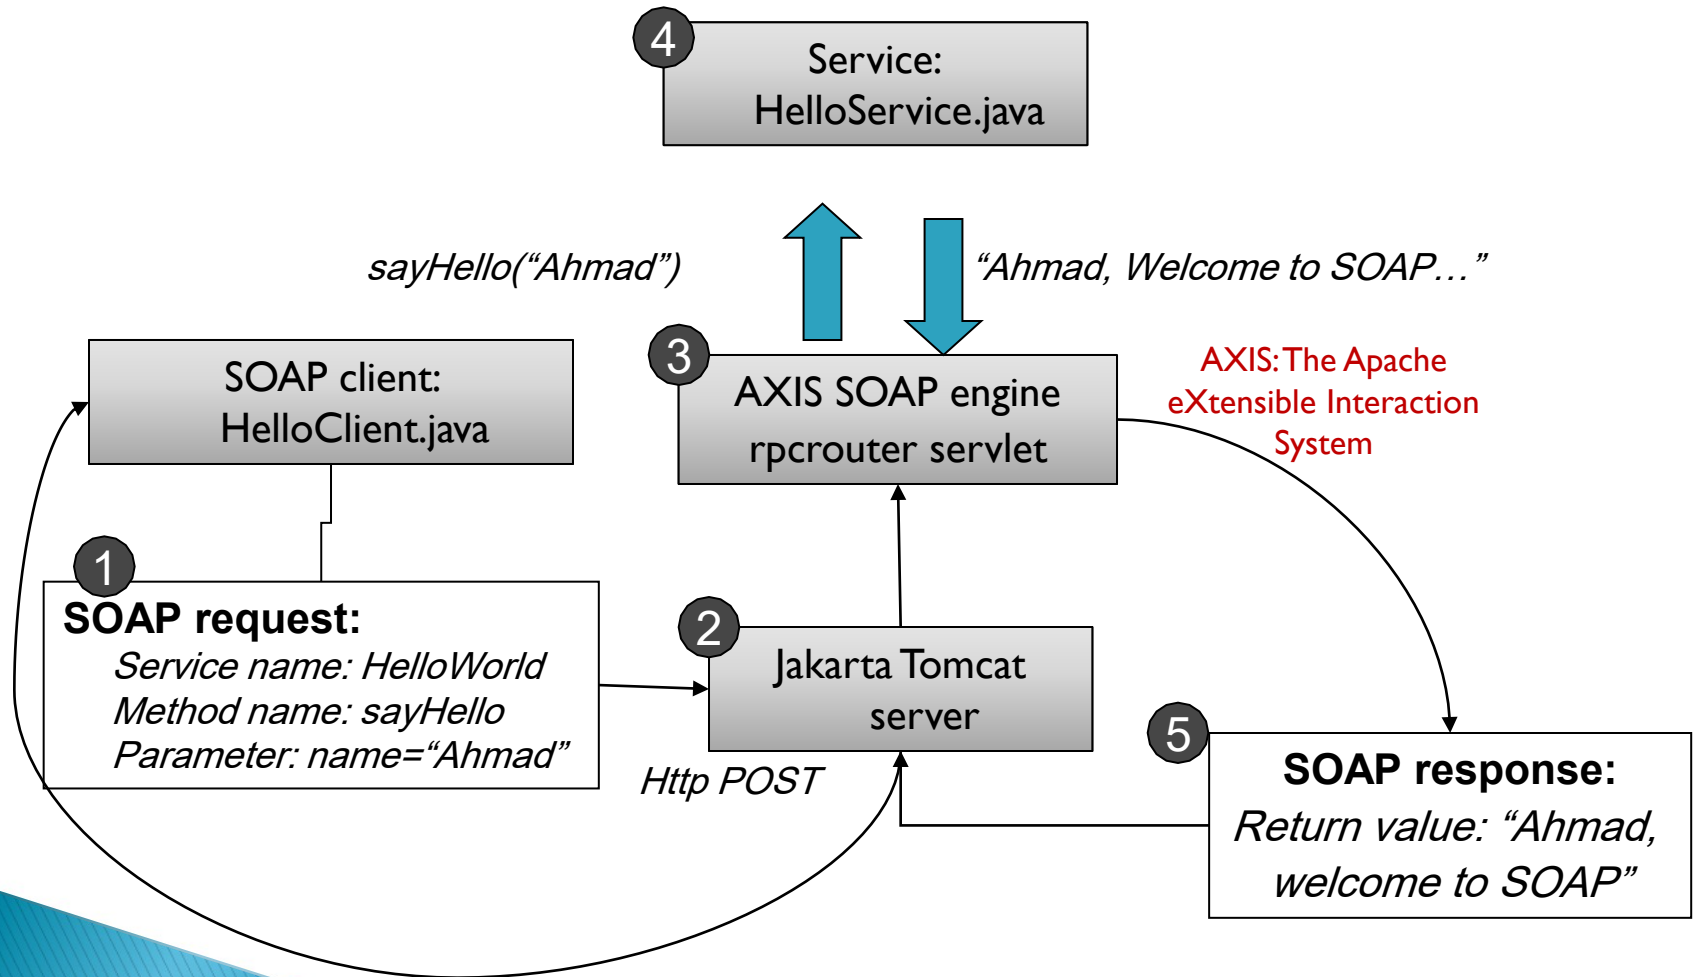 4
Service:
HelloService.java
sayHello(“Ahmad”)
“Ahmad, Welcome to SOAP…”
SOAP client:
HelloClient.java
3
AXIS SOAP engine
rpcrouter servlet
AXIS: The Apache
eXtensible Interaction
System
1
SOAP request:
Service name: HelloWorld
Method name: sayHello
Parameter: name=“Ahmad”
2
Jakarta Tomcat
server
Http POST
5
SOAP response:
Return value: “Ahmad,
welcome to SOAP”